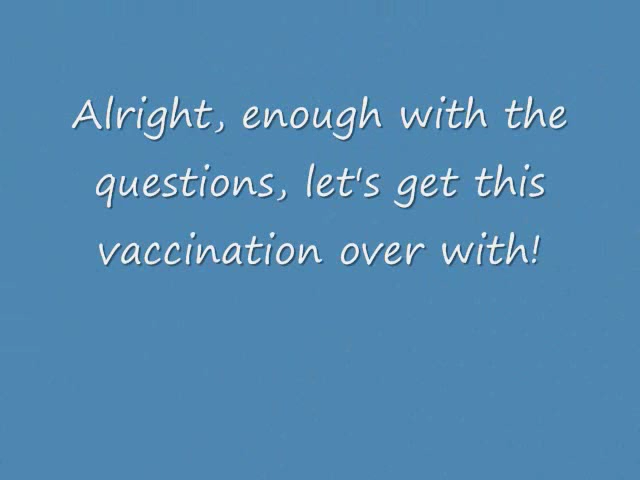 Alright, enough with the
questions, let's get this
vaccination over with!